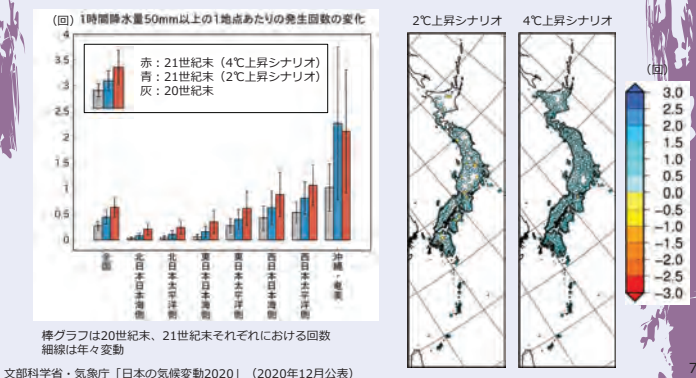 (回) 1時間降水量50mm以上の1地点あたりの発生回数の変化
4
3.5
3
2.5
2
1.5
1
0.5
0
赤：21世紀末（4℃上昇シナリオ）
青：21世紀末（2℃上昇シナリオ）
灰：20世紀末
全国
北日本日本海側
北日本太平洋側
東日本日本海側
東日本太平洋側
西日本日本海側
西日本太平洋側
沖縄・奄美
棒グラフは20世紀末、21世紀末それぞれにおける回数
細線は年々変動
文部科学省・気象庁「日本の気候変動2020」（2020年12月公表）
2℃上昇シナリオ
4℃上昇シナリオ
(回)
3.0
2.5
2.0
1.5
1.0
0.5
0.0
−0.5
−1.0
−1.5
−2.0
−2.5
−3.0
7